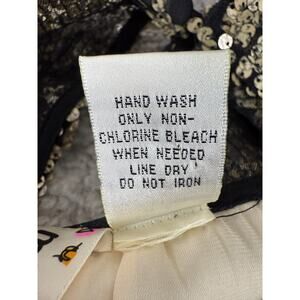 HAND WASH
ONLY NON-
CHLORINE BLEACH
WHEN NEEDED
LINE DRY
DO NOT IRON